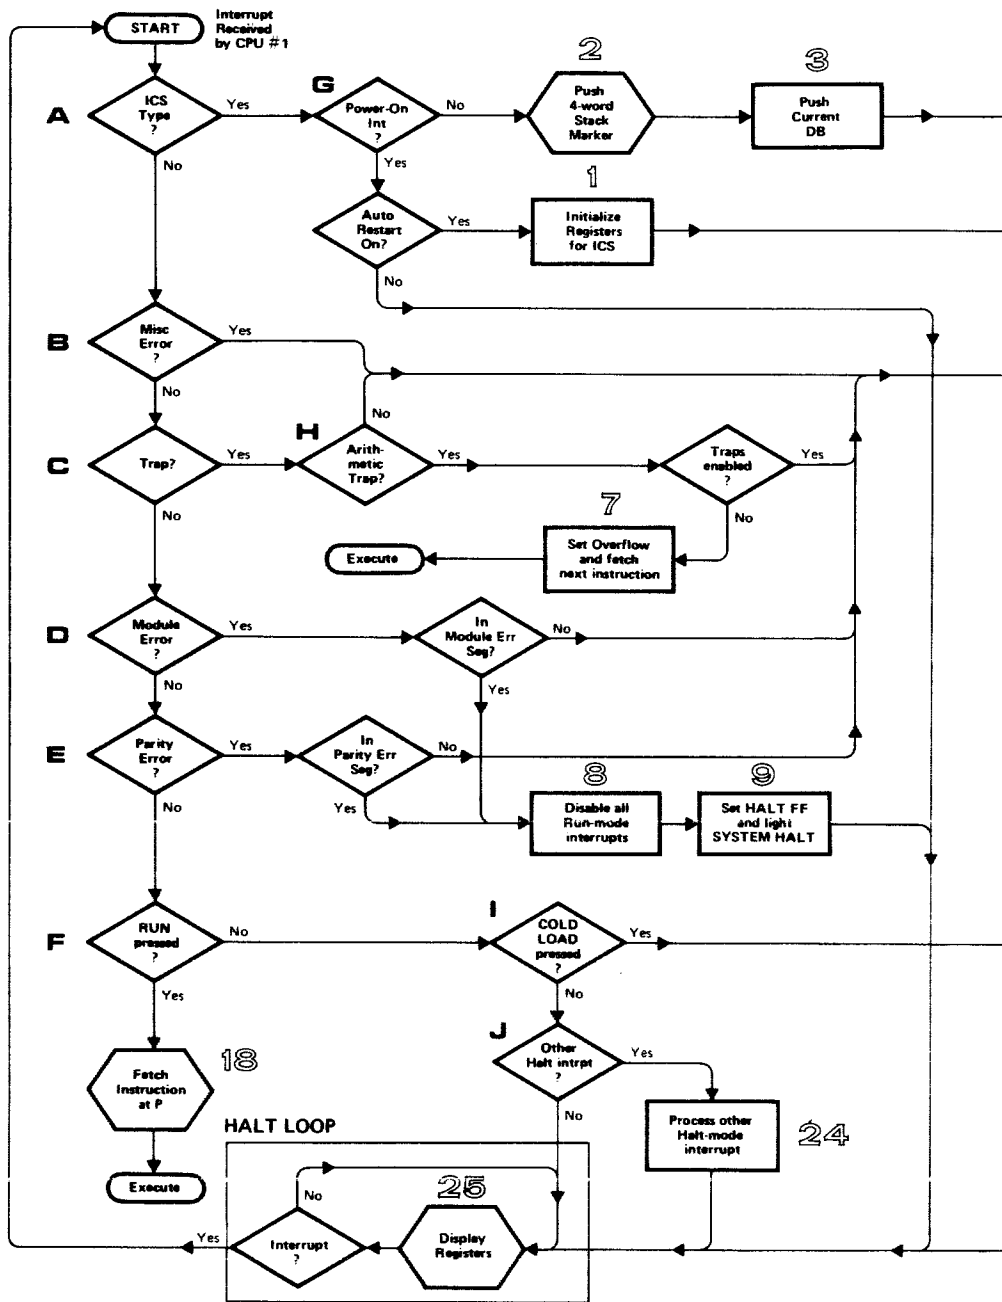 START
Interrupt
Received
by CPU #1
A
ICS
Type
?
Yes
No
G
Power-On
Int
?
No
Yes
2
Push
4-word
Stack
Marker
3
Push
Current
DB
Auto
Restart
On?
Yes
No
1
Initialize
Registers
for ICS
B
Misc
Error
?
Yes
No
C
Trap?
Yes
No
H
Arith-
metic
Trap?
No
Yes
Traps
enabled
?
Yes
No
7
Set Overflow
and fetch
next instruction
Execute
D
Module
Error
?
Yes
No
In
Module Err
Seg?
No
Yes
E
Parity
Error
?
Yes
No
In
Parity Err
Seg?
No
Yes
8
Disable all
Run-mode
interrupts
9
Set HALT FF
and light
SYSTEM HALT
F
RUN
pressed
?
No
Yes
I
COLD
LOAD
pressed
?
Yes
No
18
Fetch
Instruction
at P
Execute
J
Other
Halt intrpt
?
Yes
No
24
Process other
Halt-mode
interrupt
HALT LOOP
25
Display
Registers
Interrupt
?
No
Yes